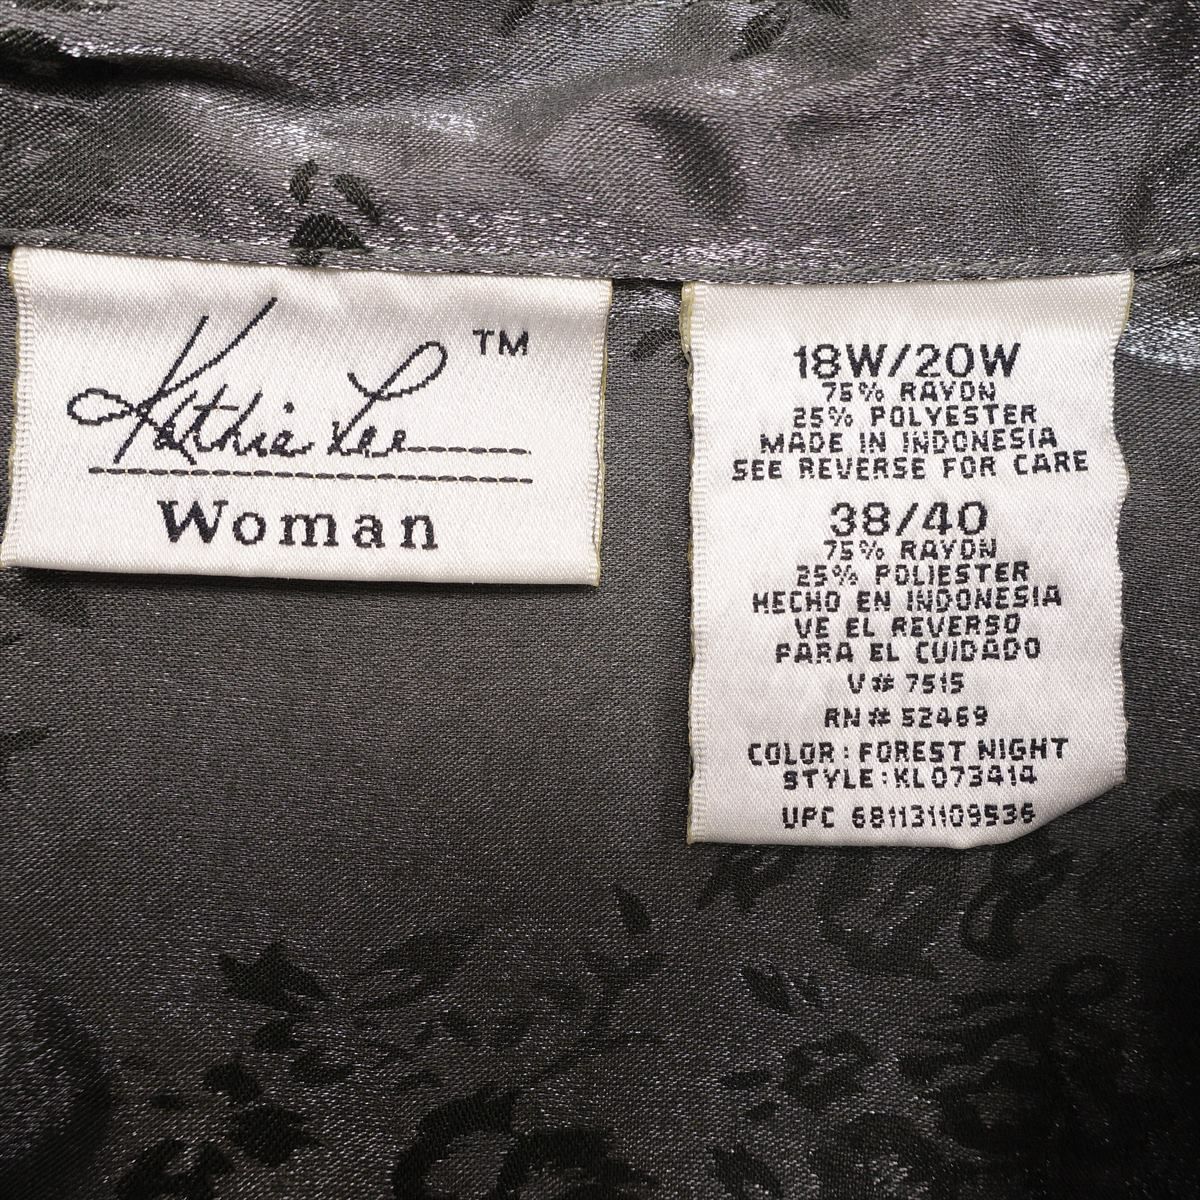 Kathie Lee TM
Woman
18W/20W
75% RAYON
25% POLYESTER
MADE IN INDONESIA
SEE REVERSE FOR CARE
38/40
75% RAYON
25% POLIESTER
HECHO EN INDONESIA
VE EL REVERSO
PARA EL CUIDADO
V# 7515
RN# 52469
COLOR: FOREST NIGHT
STYLE: KL073414
UPC 681131109536